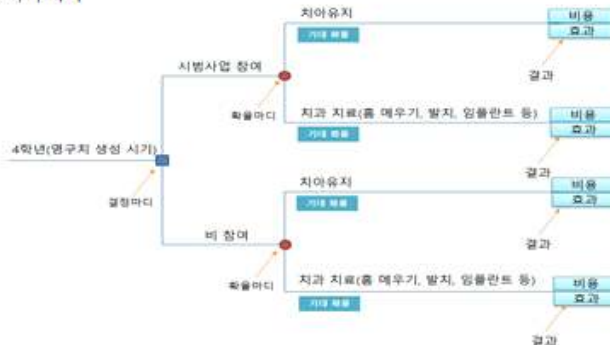 치아유지
비용
기대 확률
효과
시범사업 참여
결과
확률마디
치과 치료(홈 메우기, 발치, 임플란트 등)
비용
기대 확률
효과
4학년(영구치 생성 시기)
결과
치아유지
비용
결정마디
기대 확률
효과
비 참여
결과
확률마디
치과 치료(홈 메우기, 발치, 임플란트 등)
비용
기대 확률
효과
결과